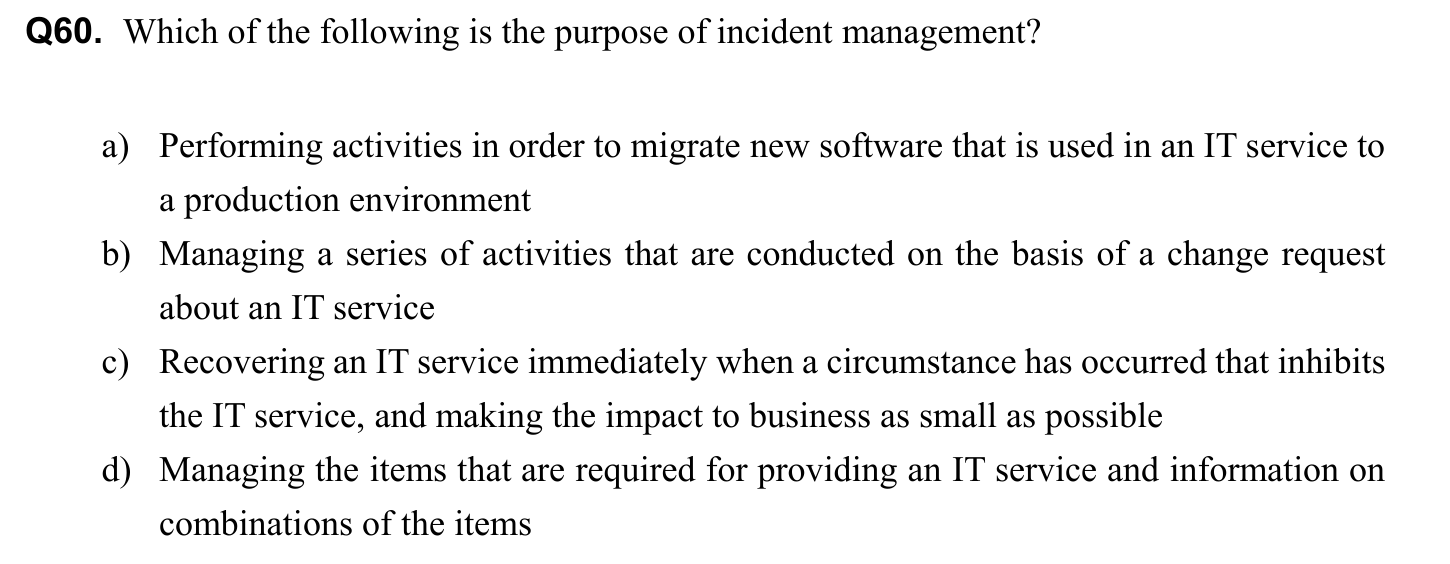 Q60. Which of the following is the purpose of incident management?
a) Performing activities in order to migrate new software that is used in an IT service to
a production environment
b) Managing a series of activities that are conducted on the basis of a change request
about an IT service
c) Recovering an IT service immediately when a circumstance has occurred that inhibits
the IT service, and making the impact to business as small as possible
d) Managing the items that are required for providing an IT service and information on
combinations of the items